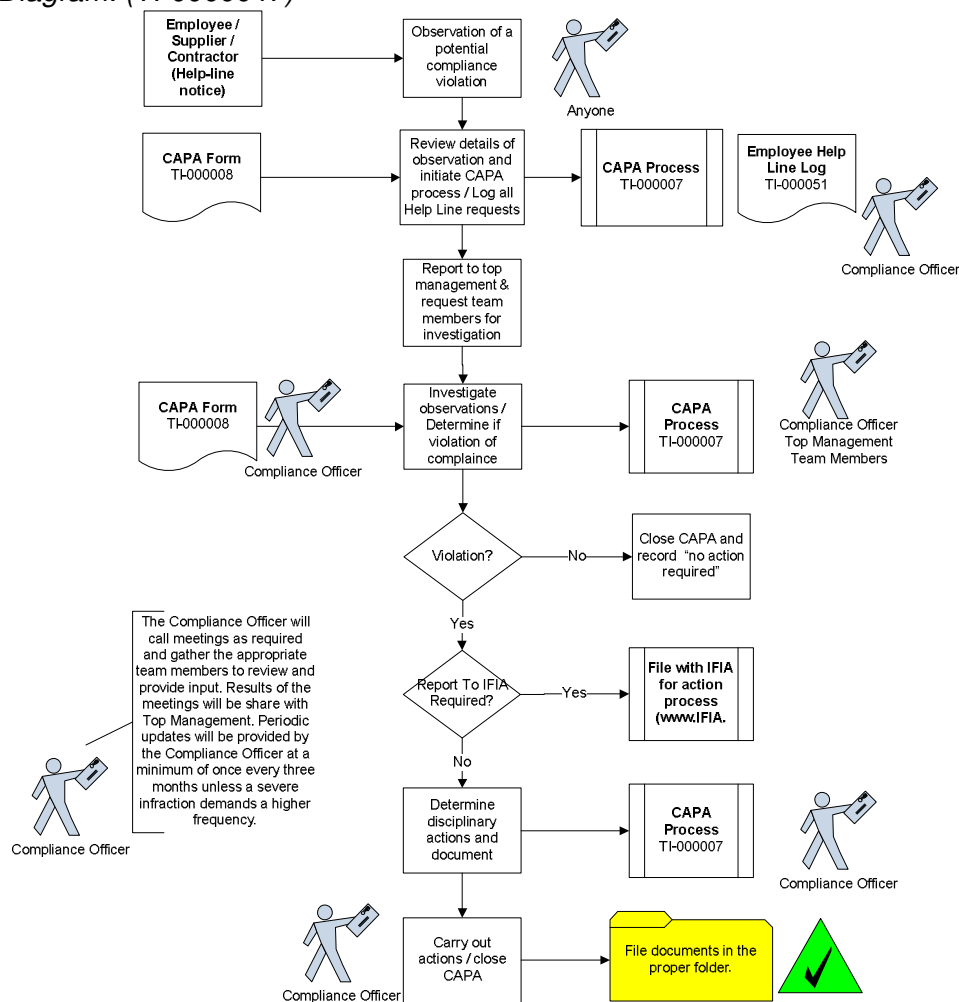 Employee /
Supplier /
Contractor
(Help-line
notice)
Observation of a
potential
compliance
violation
Anyone
CAPA Form
TI-000008
Review details of
observation and
initiate CAPA
process / Log all
Help Line requests
CAPA Process
TI-000007
Employee Help
Line Log
TI-000051
Compliance Officer
Report to top
management &
request team
members for
investigation
CAPA Form
TI-000008
Compliance Officer
Investigate
observations /
Determine if
violation of
complaince
CAPA
Process
TI-000007
Compliance Officer
Top Management
Team Members
Violation?
No
Close CAPA and
record “no action
required”
Yes
The Compliance Officer will
call meetings as required
and gather the appropriate
team members to review and
provide input. Results of the
meetings will be share with
Top Management. Periodic
updates will be provided by
the Compliance Officer at a
minimum of once every three
months unless a severe
infraction demands a higher
frequency.
Compliance Officer
Report To IFIA
Required?
Yes
File with IFIA
for action
process
(www.IFIA.
No
Determine
disciplinary
actions and
document
CAPA
Process
TI-000007
Compliance Officer
Compliance Officer
Carry out
actions / close
CAPA
File documents in the
proper folder.